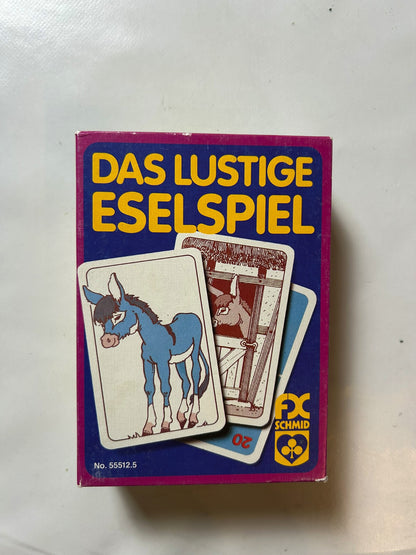 DAS LUSTIGE
ESELSPIEL
20
FX
SCHMID
No. 55512.5